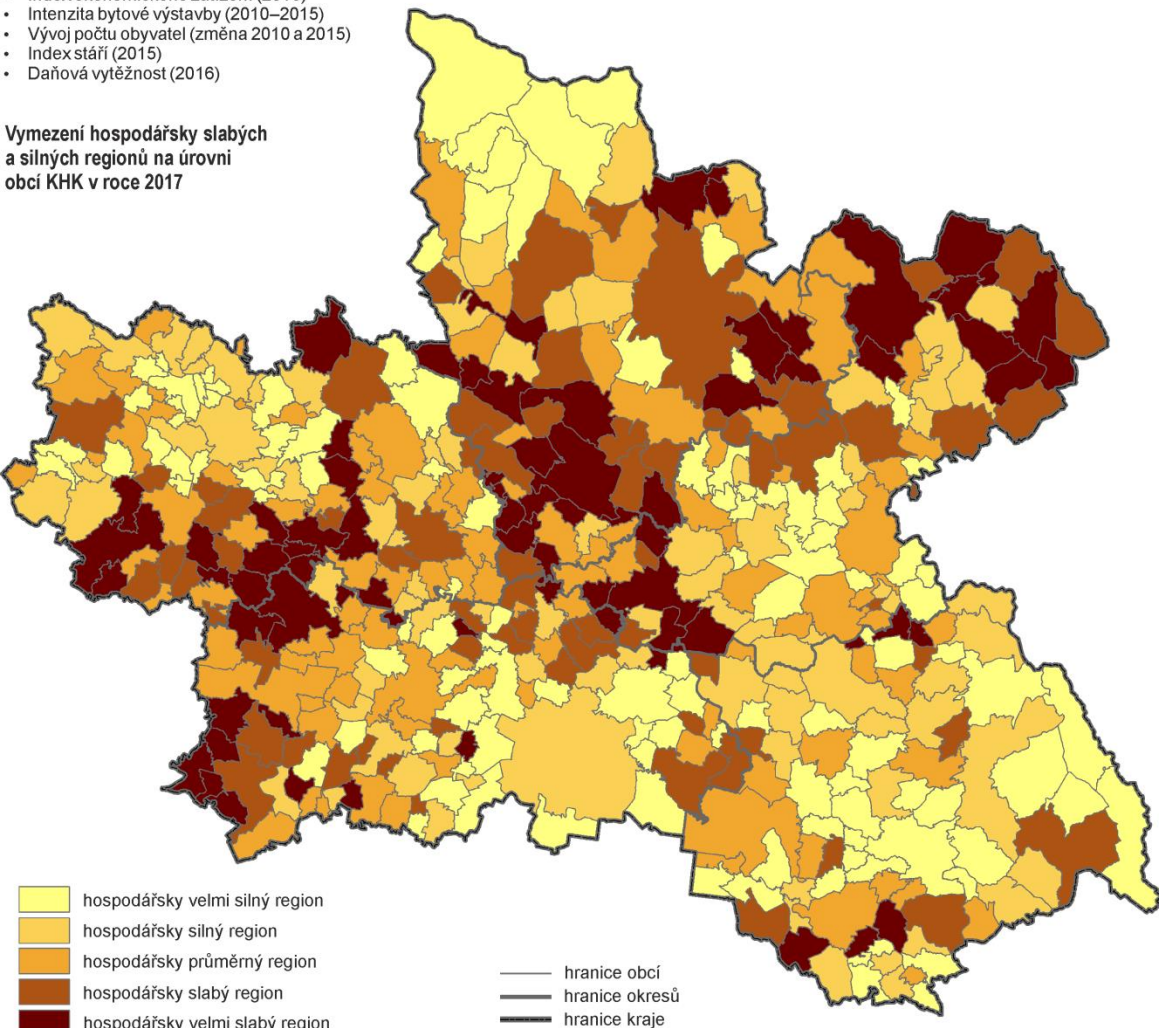 • Intenzita bytové výstavby (2010–2015)
• Vývoj počtu obyvatel (změna 2010 a 2015)
• Index stáří (2015)
• Daňová vytěžnost (2016)
Vymezení hospodářsky slabých
a silných regionů na úrovni
obcí KHK v roce 2017
hospodářsky velmi silný region
hospodářsky silný region
hospodářsky průměrný region
hospodářsky slabý region
hospodářsky velmi slabý region
hranice obcí
hranice okresů
hranice kraje